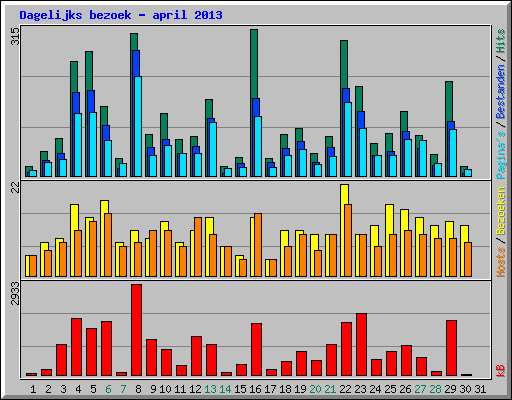 Dagelijks bezoek - april 2013
315
22
2933
Hosts / Bezoeken Pagina's / Bestanden / Hits
kB
1 2 3 4 5 6 7 8 9 10 11 12 13 14 15 16 17 18 19 20 21 22 23 24 25 26 27 28 29 30 31